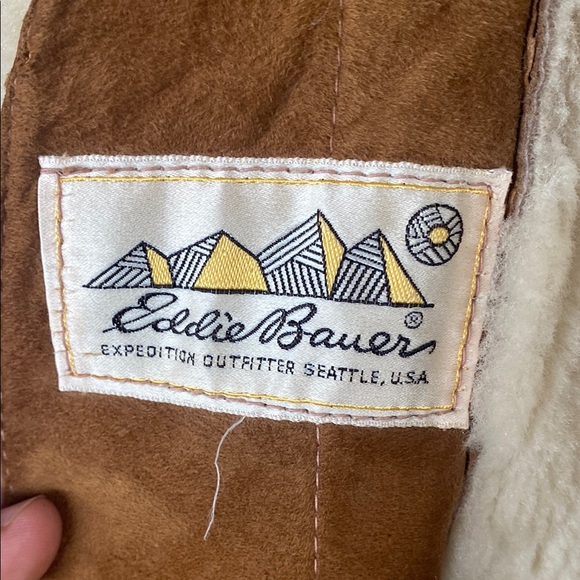 Eddie Bauer®
EXPEDITION OUTFITTER SEATTLE, U.S.A.